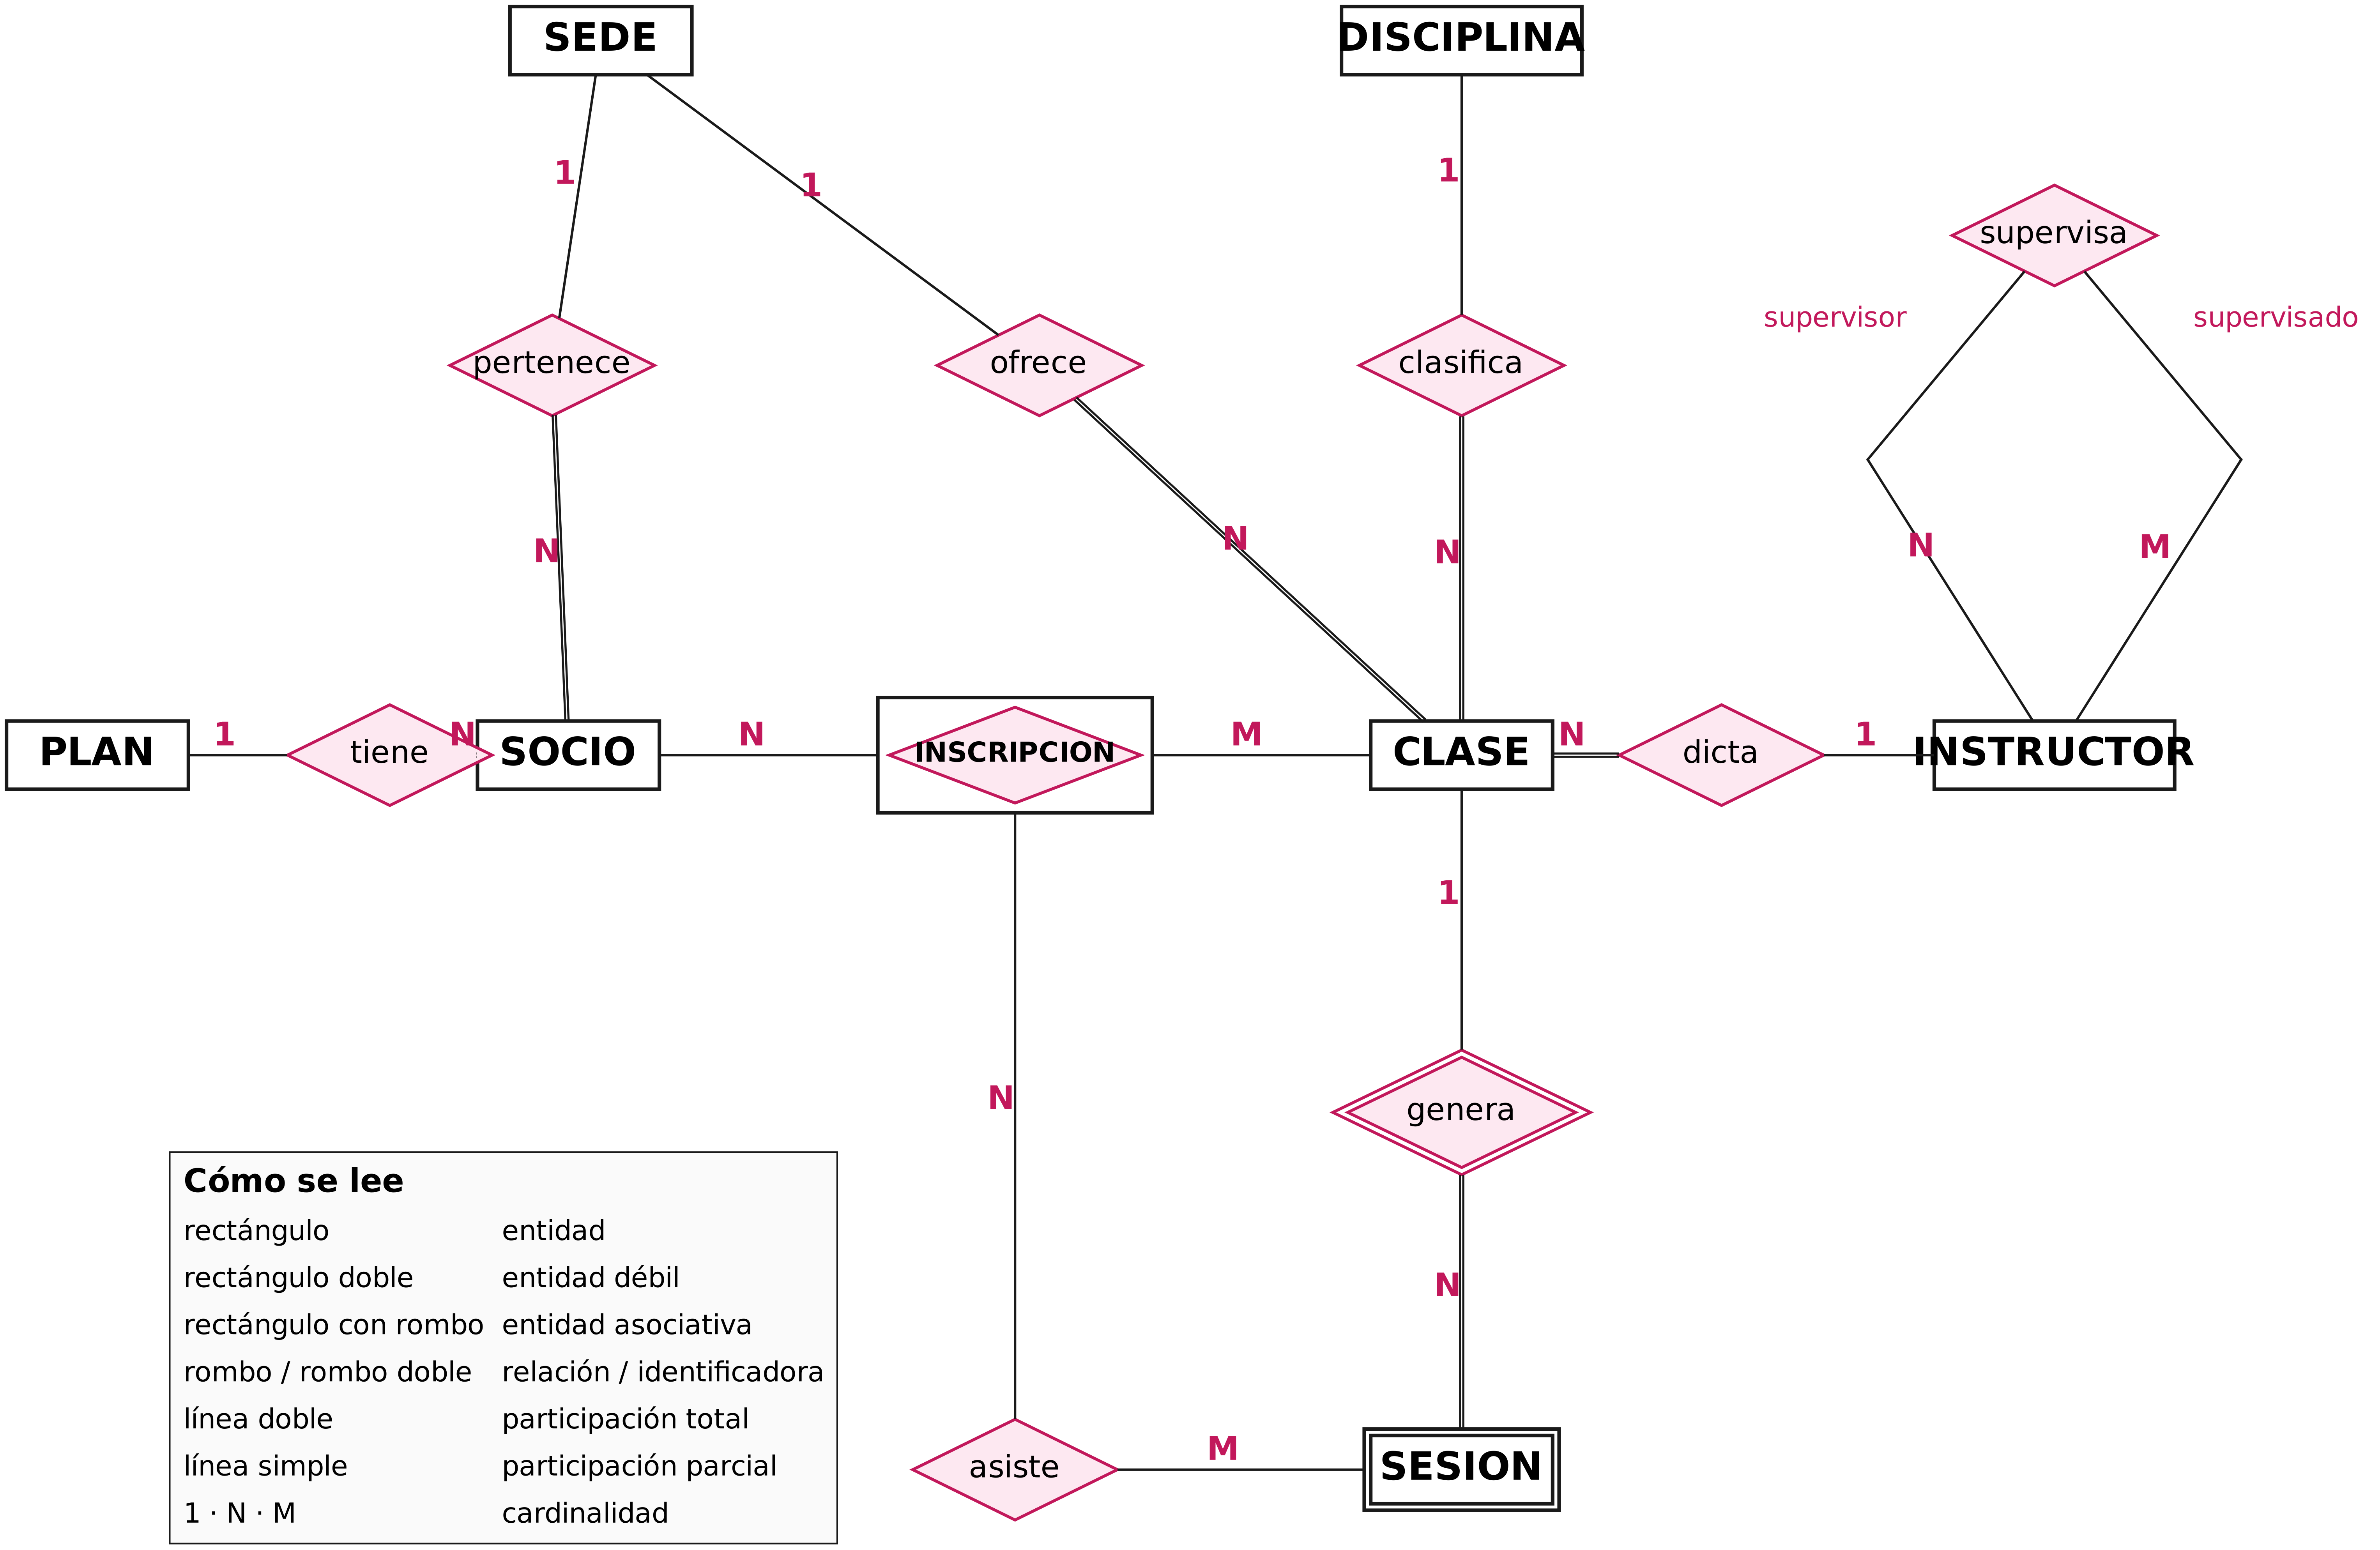 SEDE
DISCIPLINA
1
1
1
supervisa
supervisor
supervisado
pertenece
ofrece
clasifica
N
N
N
N
M
PLAN
1
tiene
N
SOCIO
N
INSCRIPCION
M
CLASE
N
dicta
1
INSTRUCTOR
1
N
genera
N
Cómo se lee
rectángulo entidad
rectángulo doble entidad débil
rectángulo con rombo entidad asociativa
rombo / rombo doble relación / identificadora
línea doble participación total
línea simple participación parcial
1 · N · M cardinalidad
asiste
M
SESION